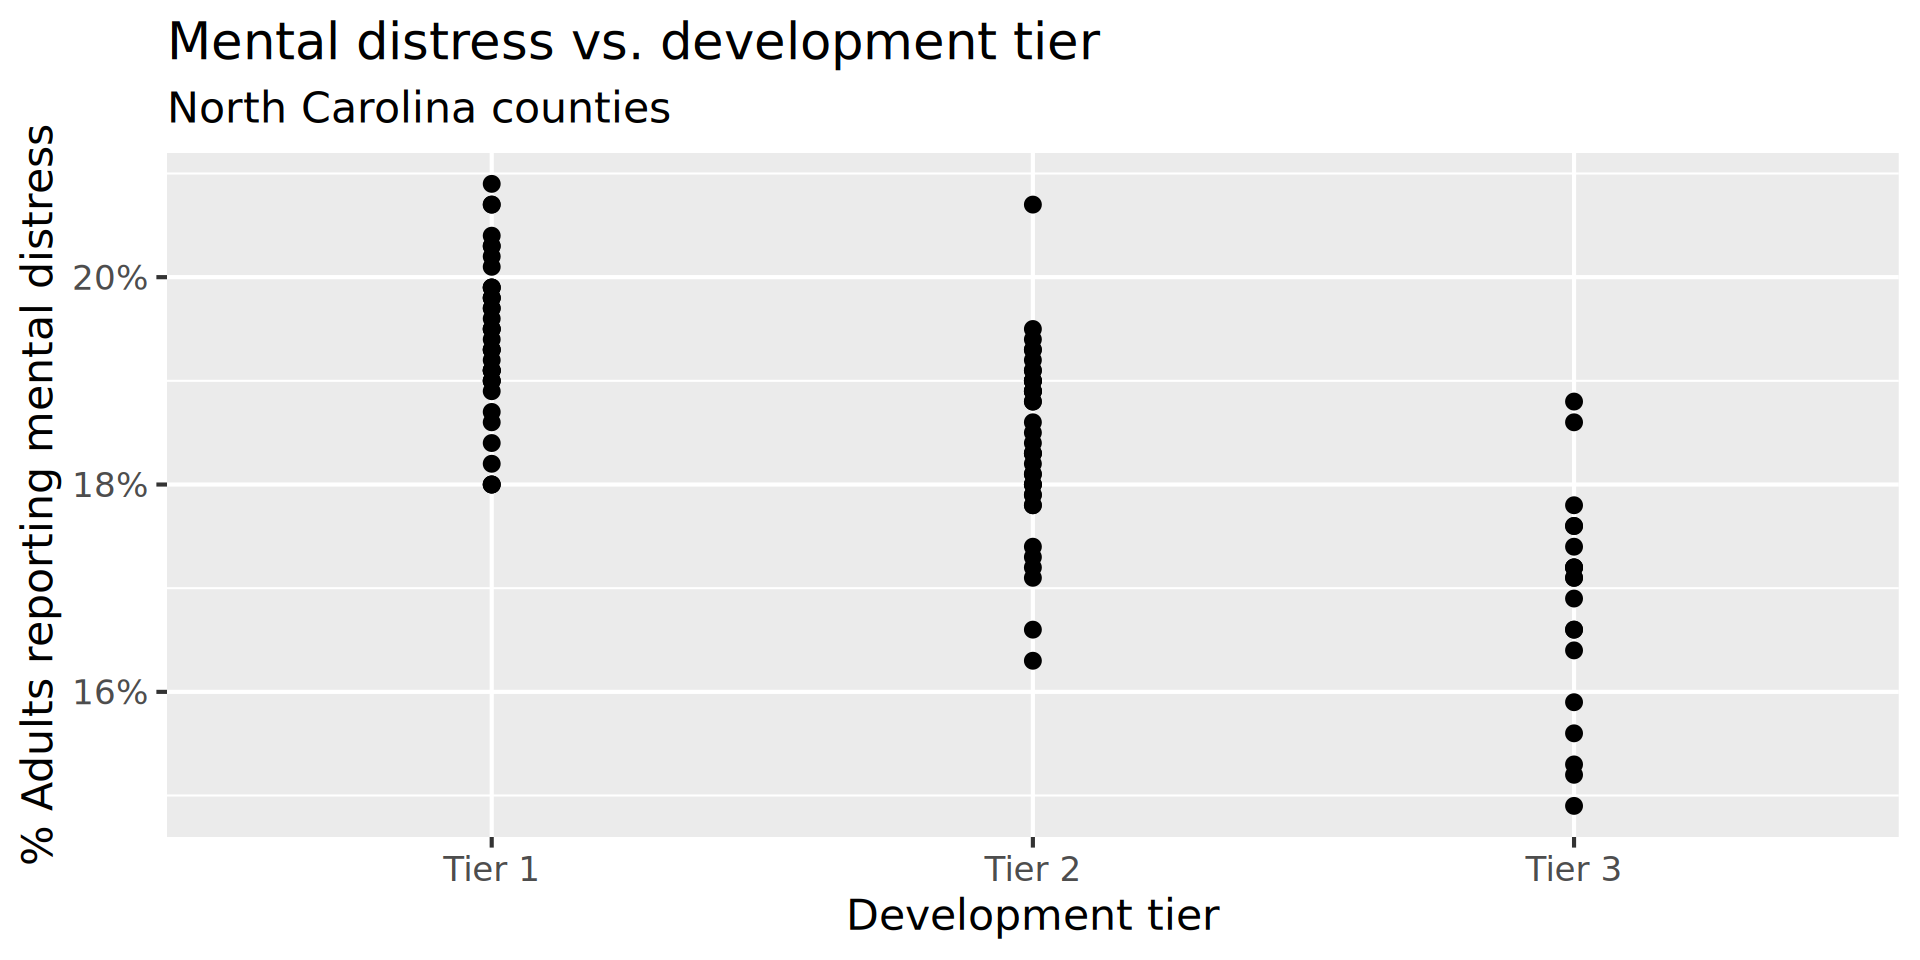 Mental distress vs. development tier
North Carolina counties
% Adults reporting mental distress
20%
18%
16%
Tier 1
Tier 2
Tier 3
Development tier